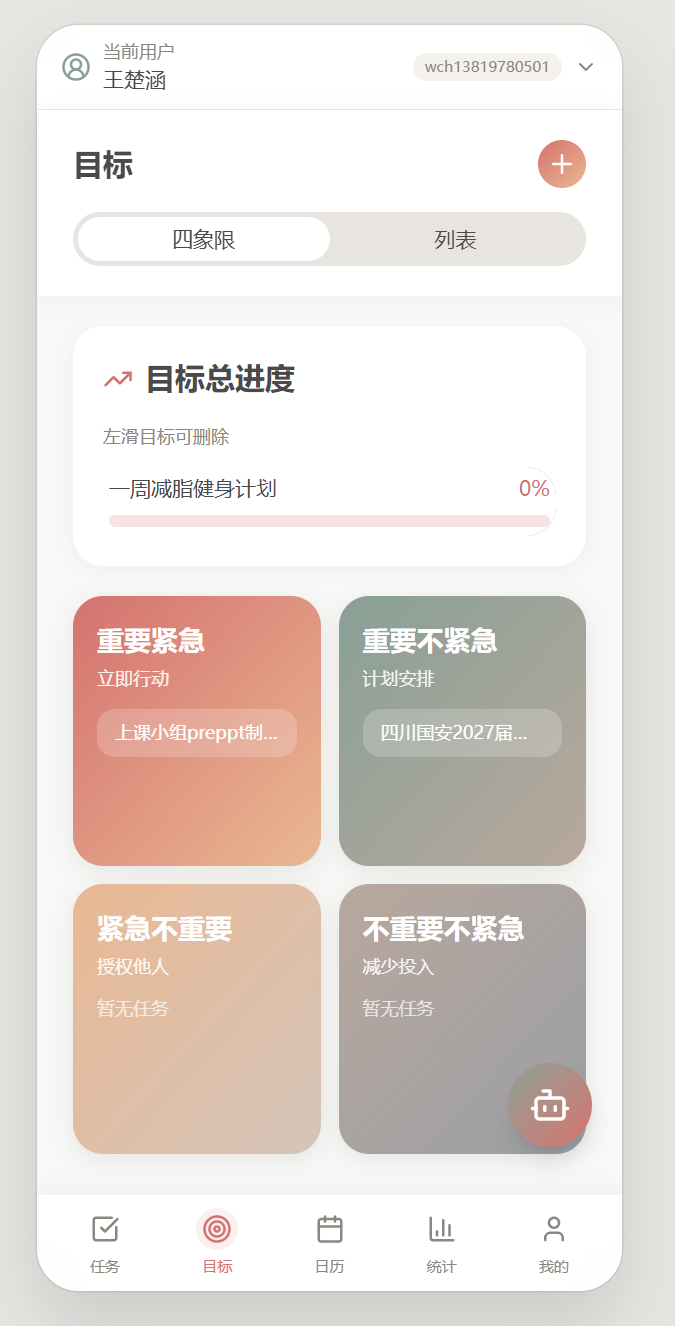 当前用户
王楚涵
wch13819780501
目标
四象限
列表
目标总进度
左滑目标可删除
一周减脂健身计划
0%
重要紧急
立即行动
上课小组preppt制...
重要不紧急
计划安排
四川国安2027届...
紧急不重要
授权他人
暂无任务
不重要不紧急
减少投入
暂无任务
任务
目标
日历
统计
我的